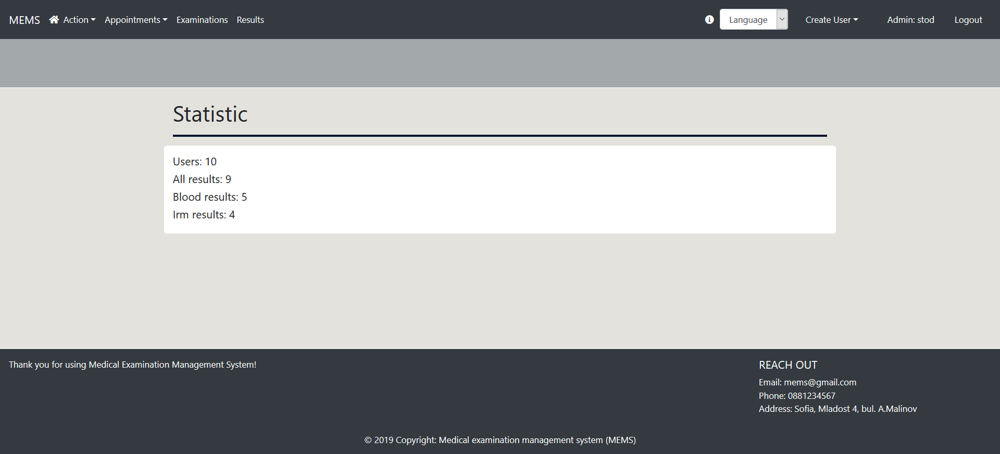 MEMS Action Appointments Examinations Results Language Create User Admin: stod Logout
Statistic
Users: 10
All results: 9
Blood results: 5
Irm results: 4
Thank you for using Medical Examination Management System!
REACH OUT
Email: mems@gmail.com
Phone: 0881234567
Address: Sofia, Mladost 4, bul. A.Malinov
© 2019 Copyright: Medical examination management system (MEMS)